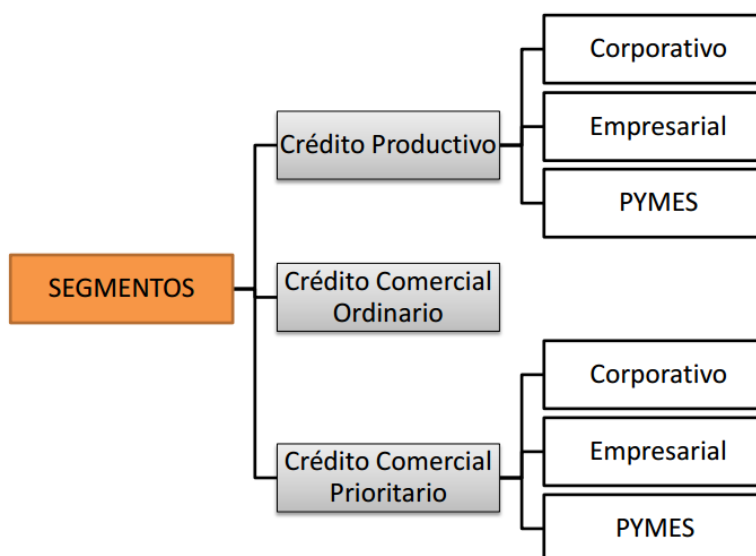 SEGMENTOS
Crédito Productivo
Corporativo
Empresarial
PYMES
Crédito Comercial
Ordinario
Crédito Comercial
Prioritario
Corporativo
Empresarial
PYMES